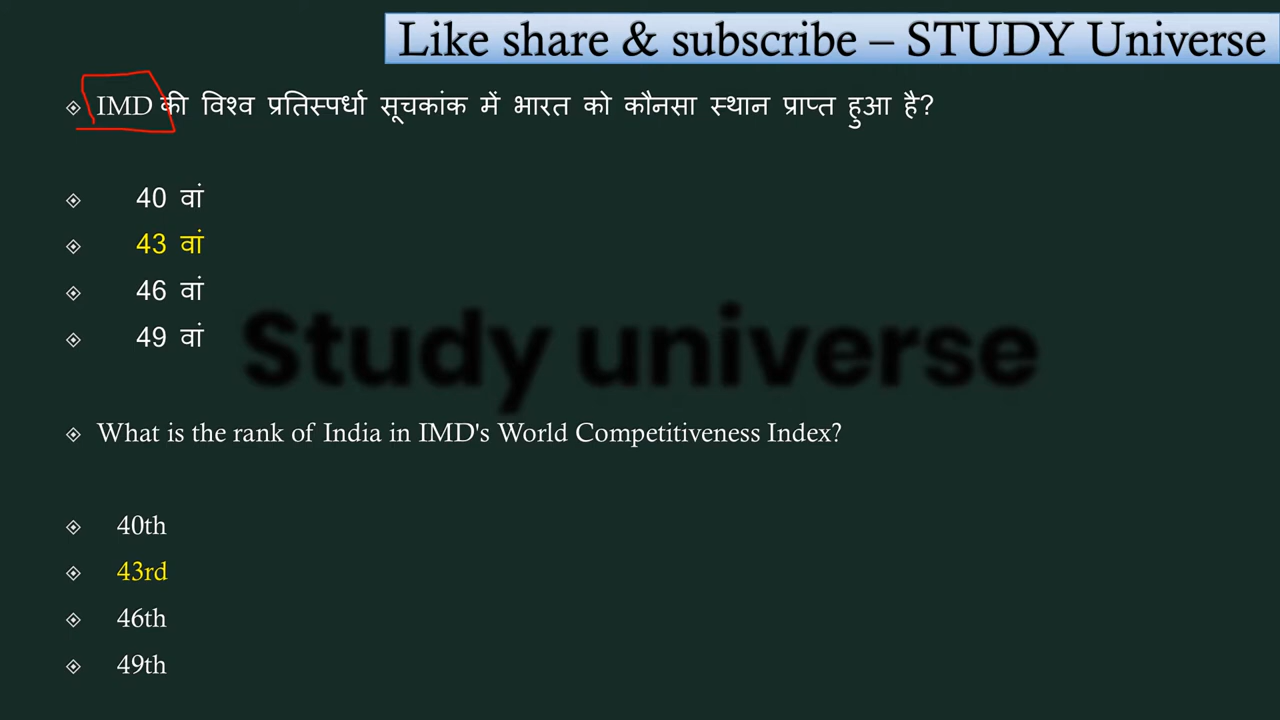 Like share & subscribe – STUDY Universe
IMD की विश्व प्रतिस्पर्धा सूचकांक में भारत को कौनसा स्थान प्राप्त हुआ है?
40 वां
43 वां
46 वां
49 वां
Study universe
What is the rank of India in IMD's World Competitiveness Index?
40th
43rd
46th
49th